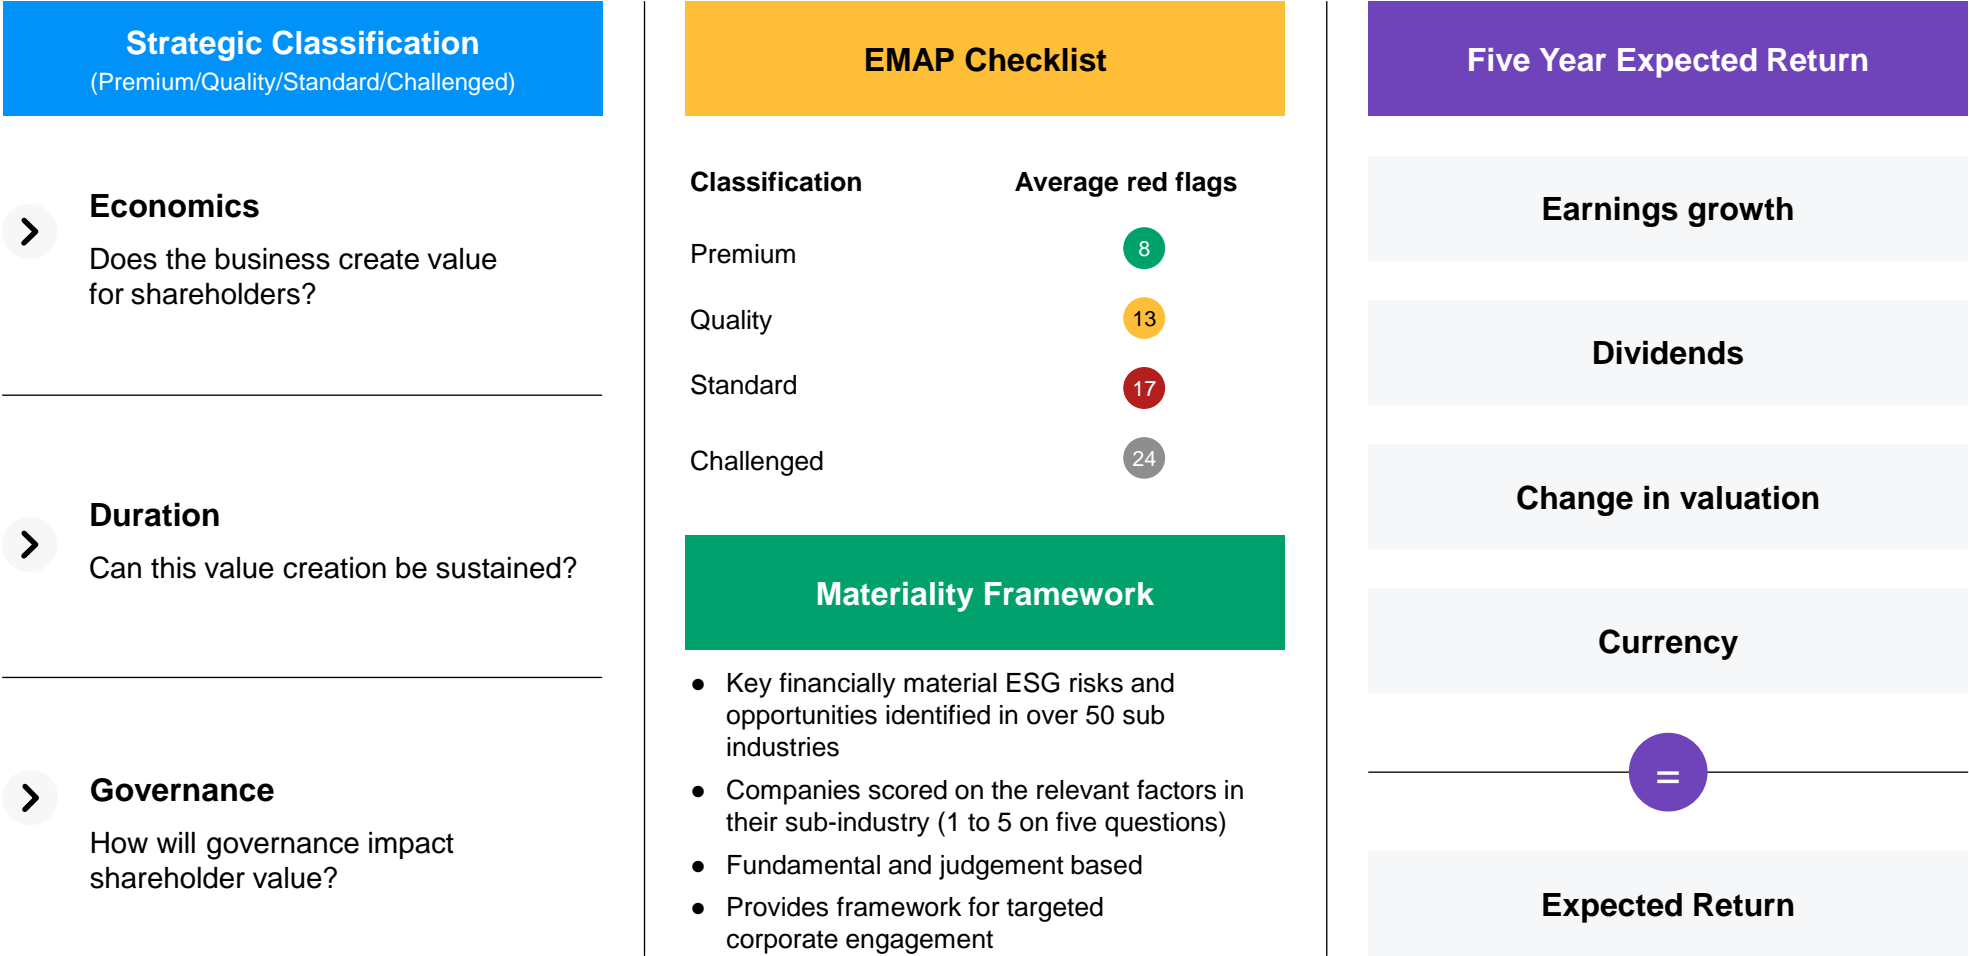 Strategic Classification
(Premium/Quality/Standard/Challenged)
Economics
Does the business create value
for shareholders?
Duration
Can this value creation be sustained?
Governance
How will governance impact
shareholder value?
EMAP Checklist
Classification Average red flags
Premium 8
Quality 13
Standard 17
Challenged 24
Materiality Framework
● Key financially material ESG risks and
opportunities identified in over 50 sub
industries
● Companies scored on the relevant factors in
their sub-industry (1 to 5 on five questions)
● Fundamental and judgement based
● Provides framework for targeted
corporate engagement
Five Year Expected Return
Earnings growth
Dividends
Change in valuation
Currency
=
Expected Return